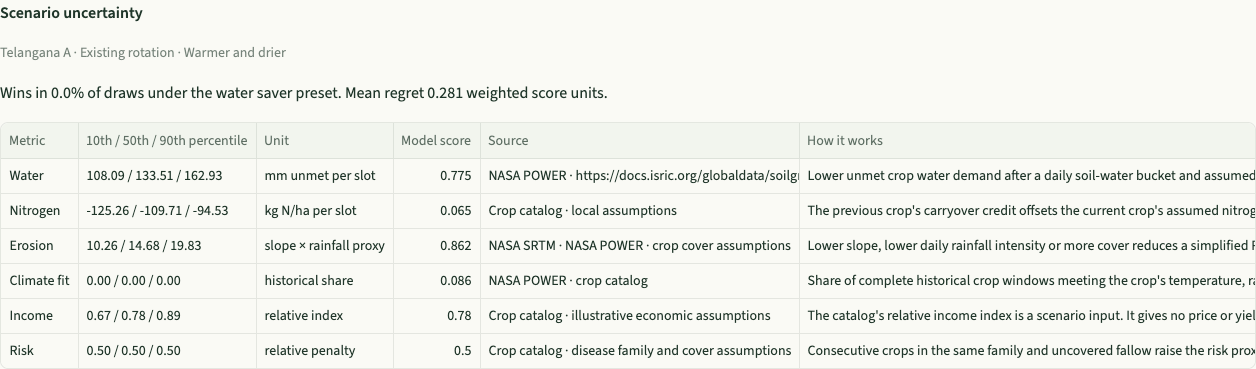 Scenario uncertainty
Telangana A · Existing rotation · Warmer and drier
Wins in 0.0% of draws under the water saver preset. Mean regret 0.281 weighted score units.
Metric 10th / 50th / 90th percentile Unit Model score Source How it works
Water 108.09 / 133.51 / 162.93 mm unmet per slot 0.775 NASA POWER · https://docs.isric.org/globaldata/soilg Lower unmet crop water demand after a daily soil-water bucket and assumed
Nitrogen -125.26 / -109.71 / -94.53 kg N/ha per slot 0.065 Crop catalog · local assumptions The previous crop's carryover credit offsets the current crop's assumed nitrog
Erosion 10.26 / 14.68 / 19.83 slope × rainfall proxy 0.862 NASA SRTM · NASA POWER · crop cover assumptions Lower slope, lower daily rainfall intensity or more cover reduces a simplified
Climate fit 0.00 / 0.00 / 0.00 historical share 0.086 NASA POWER · crop catalog Share of complete historical crop windows meeting the crop's temperature,
Income 0.67 / 0.78 / 0.89 relative index 0.78 Crop catalog · illustrative economic assumptions The catalog's relative income index is a scenario input. It gives no price or yiel
Risk 0.50 / 0.50 / 0.50 relative penalty 0.5 Crop catalog · disease family and cover assumptions Consecutive crops in the same family and uncovered fallow raise the risk prox